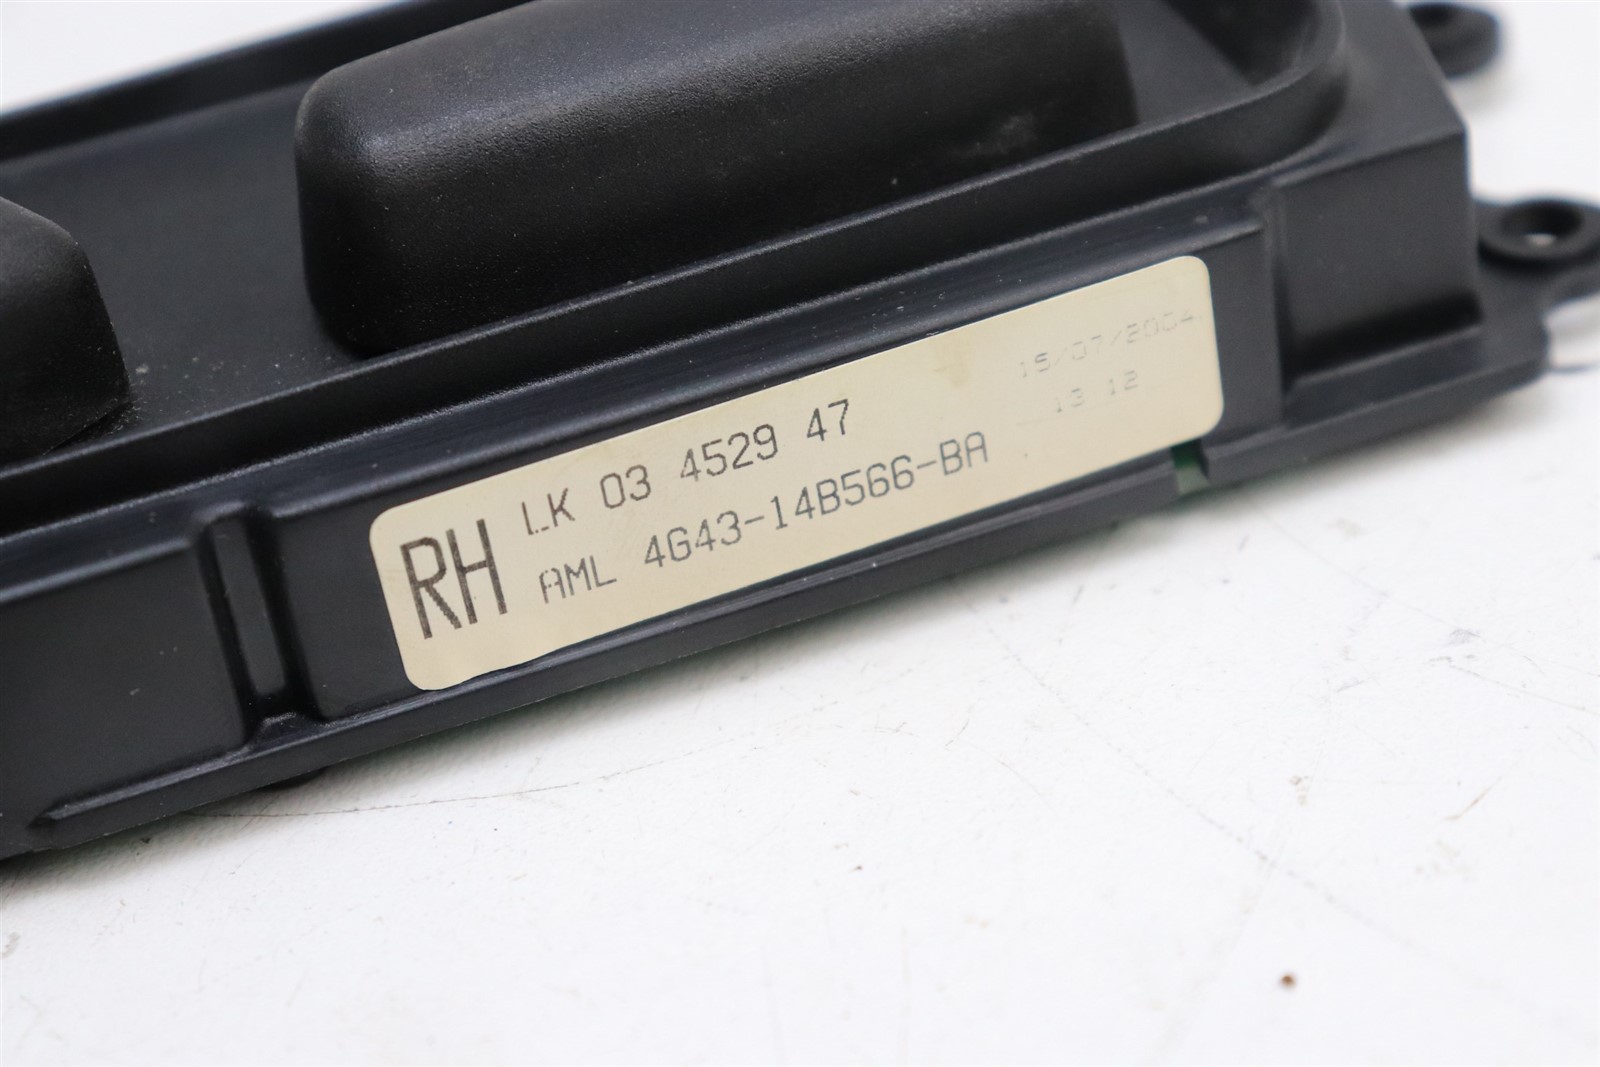 RH
LK 03 4529 47
AML 4G43-14B566-BA
15/07/2004
13 12